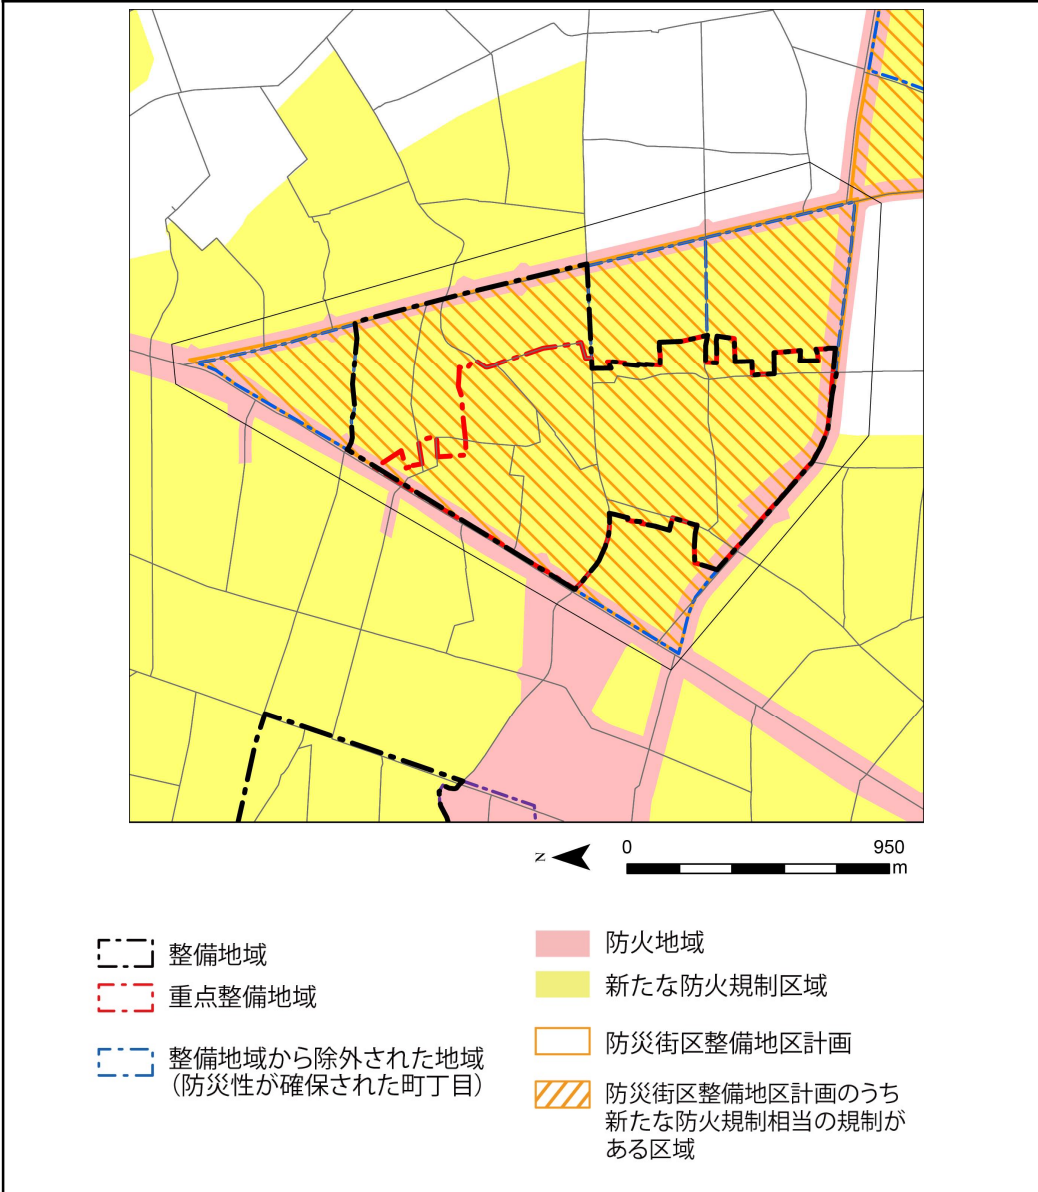 N
0
950
m
整備地域
重点整備地域
整備地域から除外された地域
（防災性が確保された町丁目）
防火地域
新たな防火規制区域
防災街区整備地区計画
防災街区整備地区計画のうち
新たな防火規制相当の規制が
ある区域